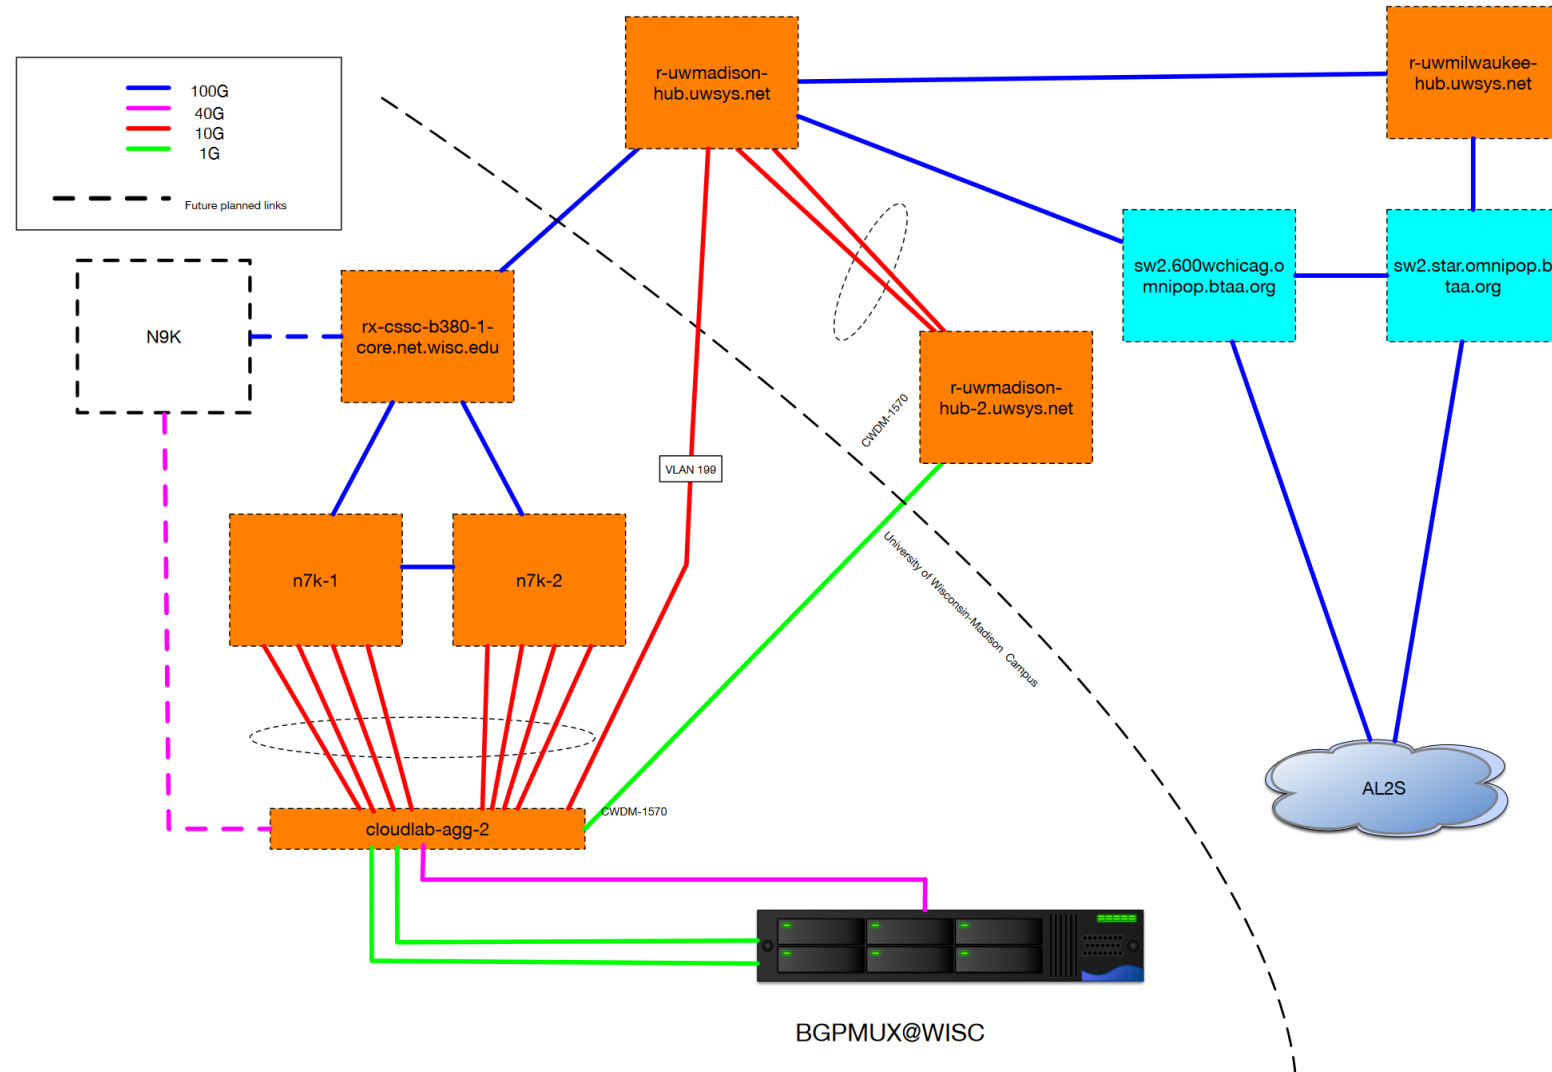 r-uwmadison-
hub.uwsys.net
r-uwmilwaukee-
hub.uwsys.net
100G
40G
10G
1G
Future planned links
sw2.600wchicag.o
mnipop.btaa.org
sw2.star.omnipop.b
taa.org
N9K
rx-cssc-b380-1-
core.net.wisc.edu
r-uwmadison-
hub-2.uwsys.net
CWDM-1570
VLAN 199
University of Wisconsin-Madison Campus
n7k-1
n7k-2
AL2S
CWDM-1570
cloudlab-agg-2
BGPMUX@WISC